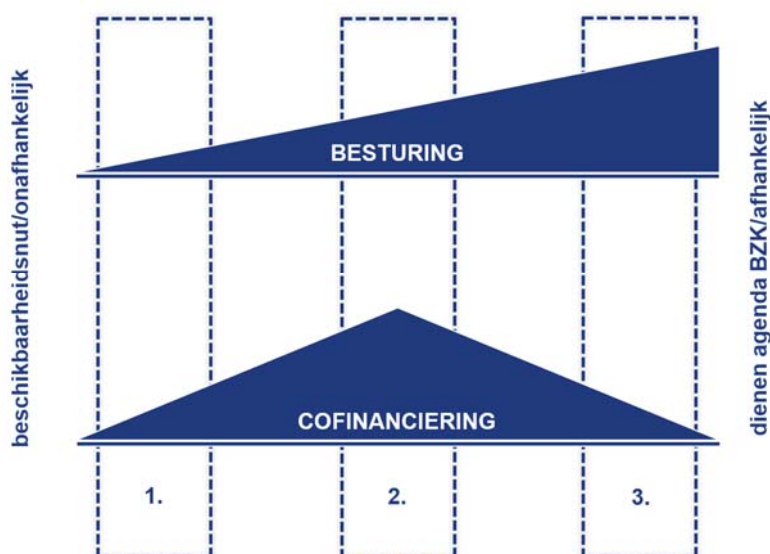 beschikbaarheidsnut/onafhankelijk
BESTURING
COFINANCIERING
1.
2.
3.
dienen agenda BZK/afhankelijk